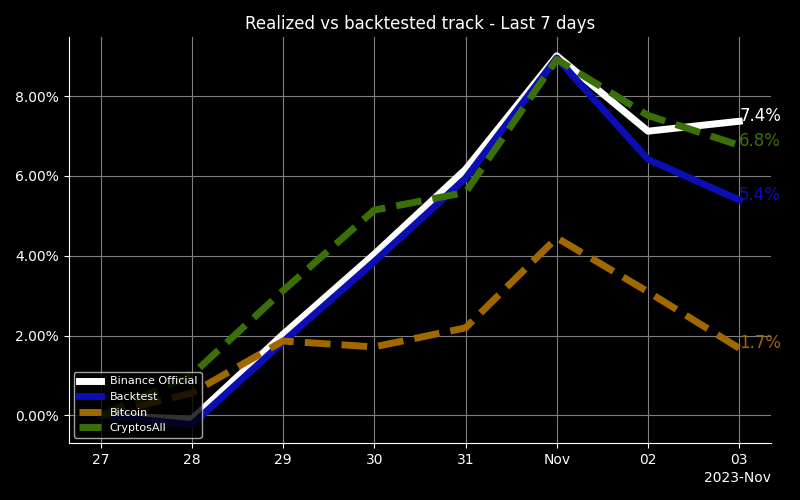 Realized vs backtested track - Last 7 days
8.00%
6.00%
4.00%
2.00%
0.00%
7.4%
6.8%
5.4%
1.7%
Binance Official
Backtest
Bitcoin
CryptosAll
27 28 29 30 31 Nov 02 03
2023-Nov